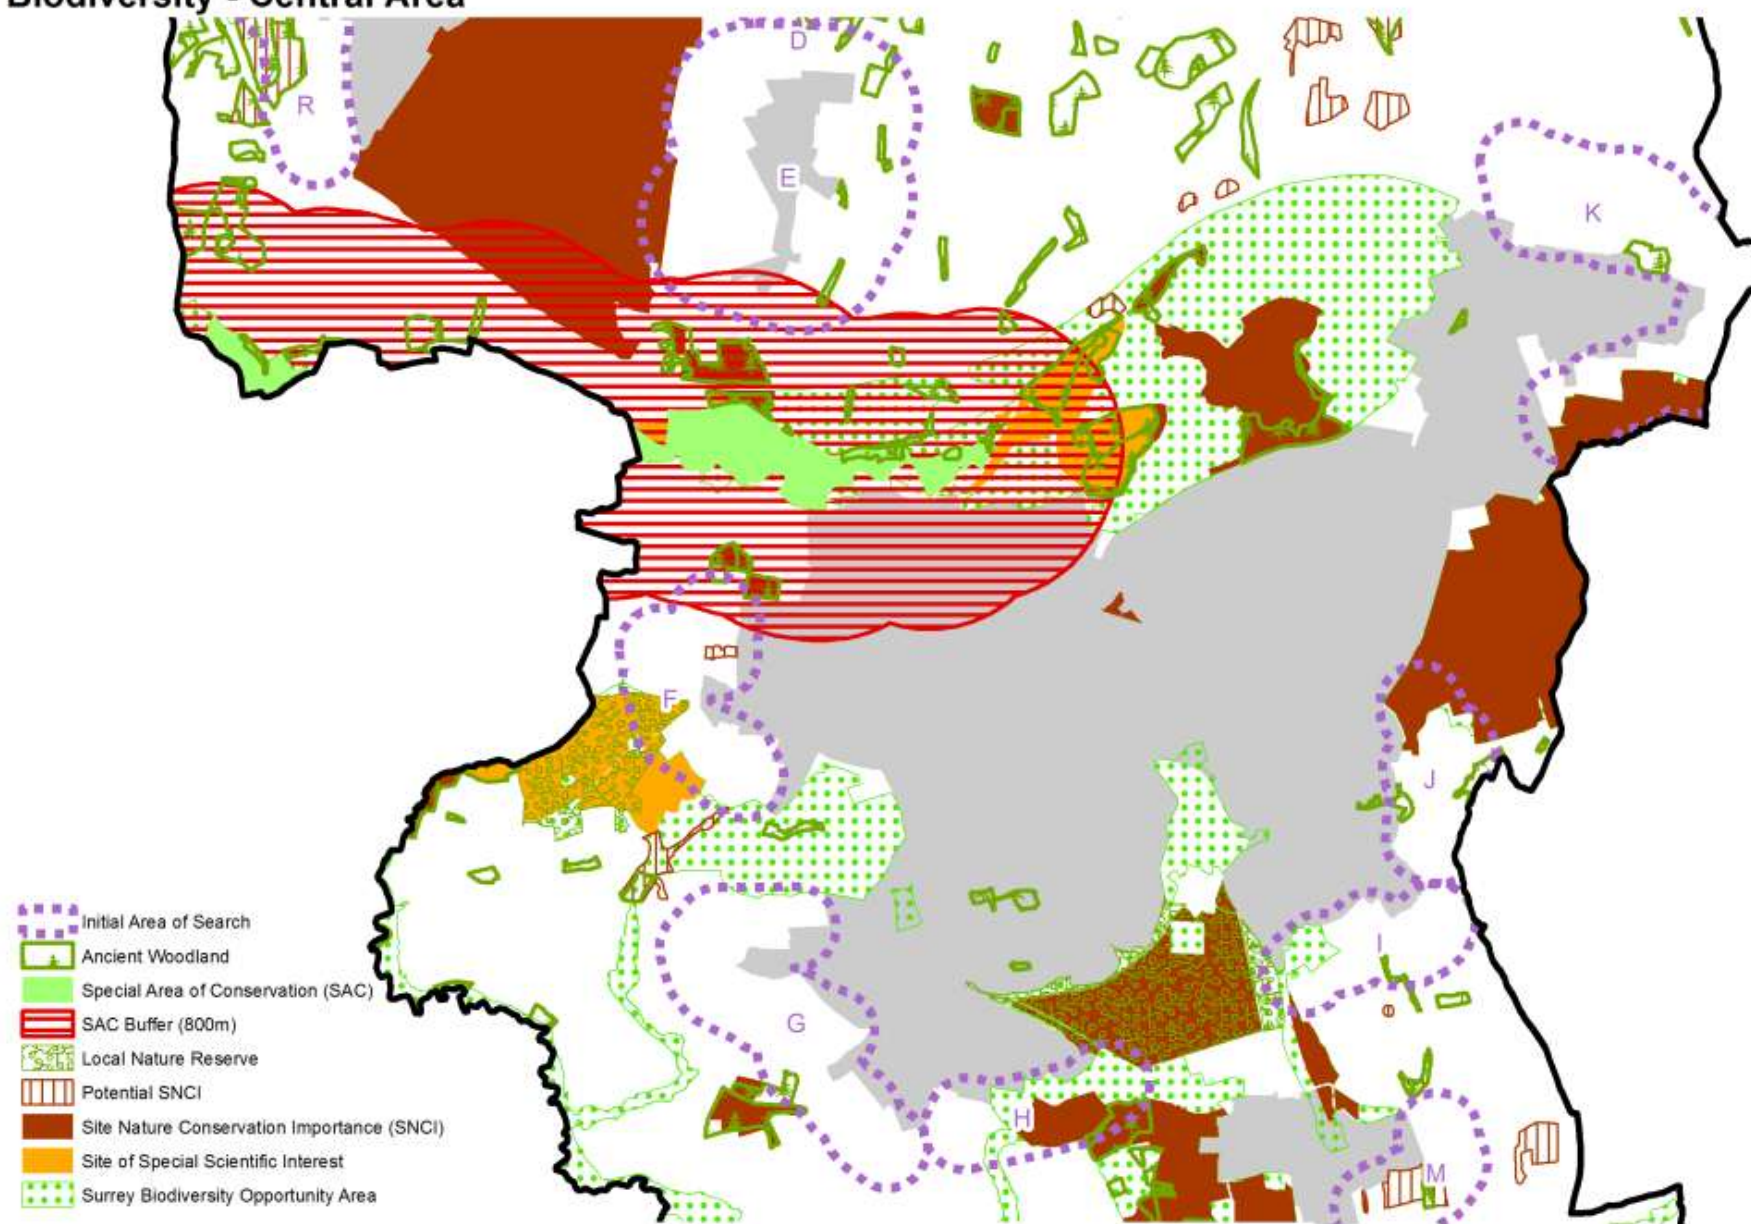 Biodiversity - Central Area
D
R
E
K
F
J
I
G
H
M
Initial Area of Search
Ancient Woodland
Special Area of Conservation (SAC)
SAC Buffer (800m)
Local Nature Reserve
Potential SNCI
Site Nature Conservation Importance (SNCI)
Site of Special Scientific Interest
Surrey Biodiversity Opportunity Area